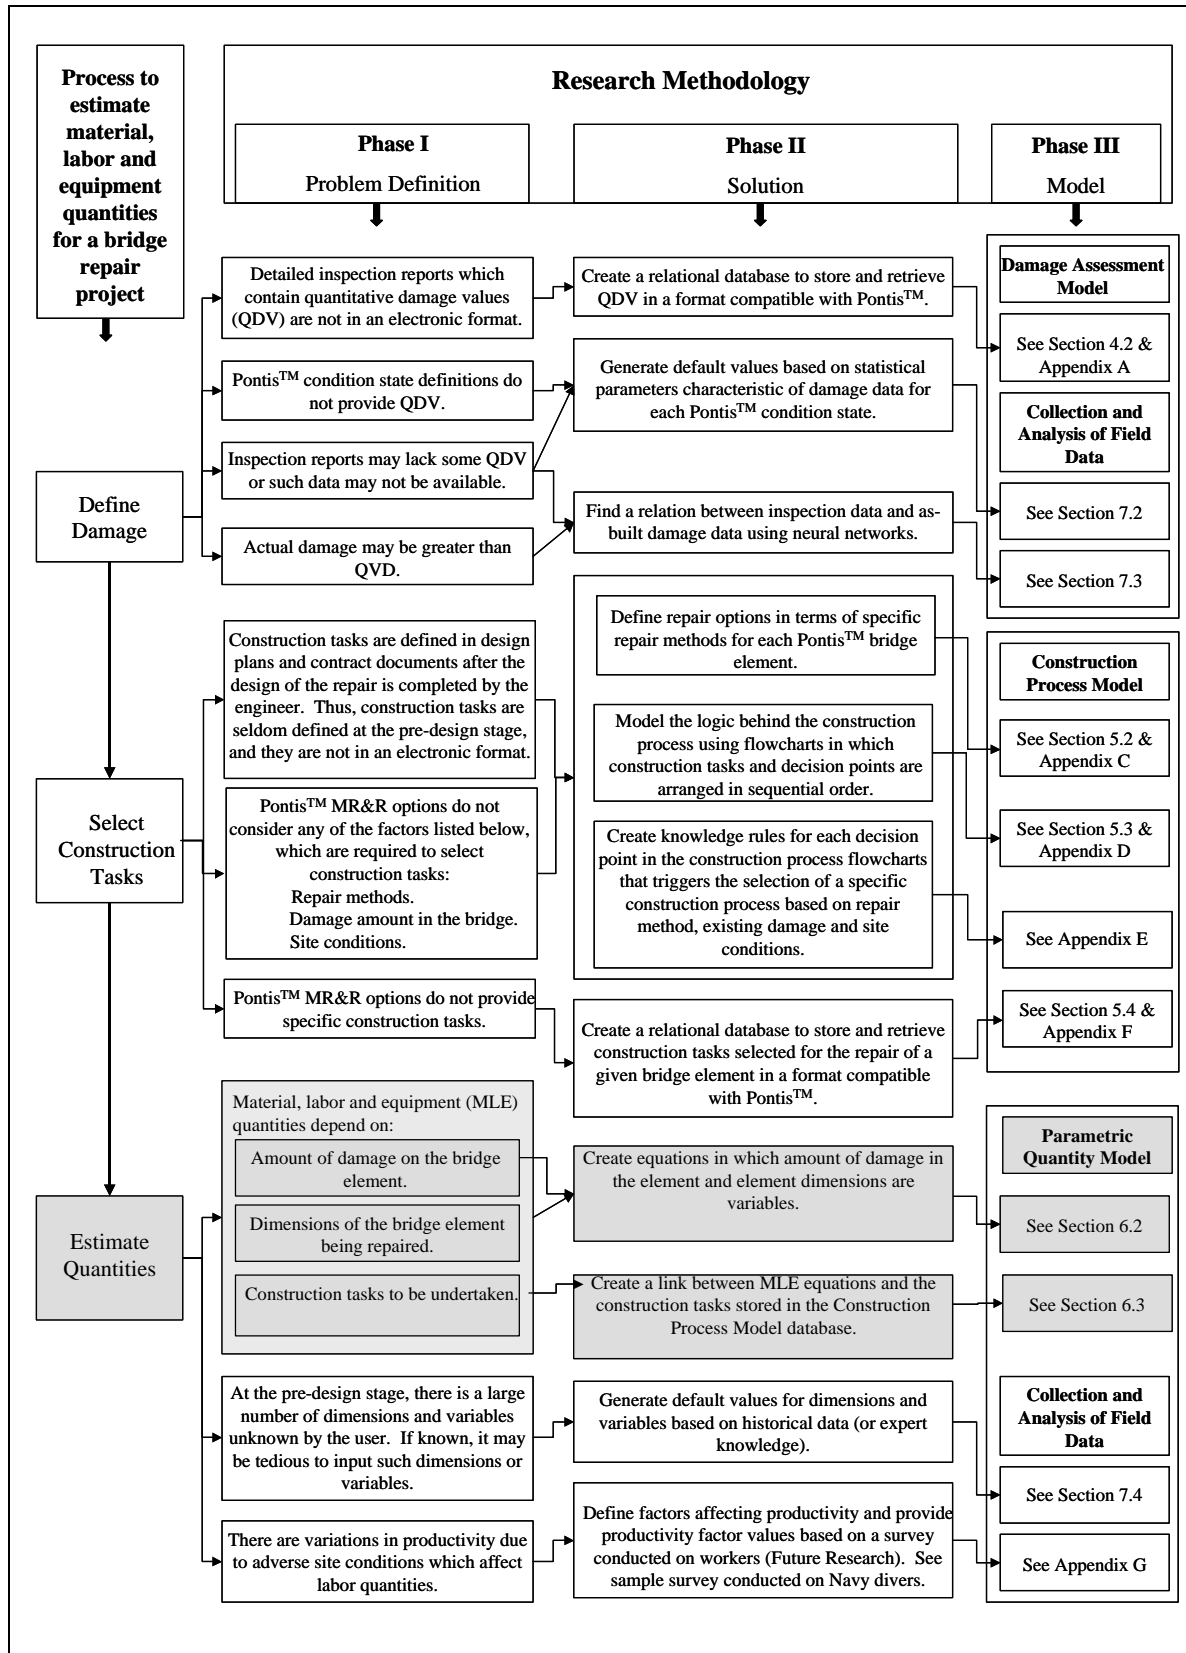 Process to
estimate
material,
labor and
equipment
quantities
for a bridge
repair
project
Research Methodology
Phase I
Problem Definition
Phase II
Solution
Phase III
Model
Define
Damage
Detailed inspection reports which
contain quantitative damage values
(QDV) are not in an electronic format.
Pontis™ condition state definitions do
not provide QDV.
Inspection reports may lack some QDV
or such data may not be available.
Actual damage may be greater than
QVD.
Create a relational database to store and retrieve
QDV in a format compatible with Pontis™.
Generate default values based on statistical
parameters characteristic of damage data for
each Pontis™ condition state.
Find a relation between inspection data and as-
built damage data using neural networks.
Damage Assessment
Model
See Section 4.2 &
Appendix A
Collection and
Analysis of Field
Data
See Section 7.2
See Section 7.3
Select
Construction
Tasks
Construction tasks are defined in design
plans and contract documents after the
design of the repair is completed by the
engineer. Thus, construction tasks are
seldom defined at the pre-design stage,
and they are not in an electronic format.
Pontis™ MR&R options do not
consider any of the factors listed below,
which are required to select
construction tasks:
Repair methods.
Damage amount in the bridge.
Site conditions.
Pontis™ MR&R options do not provide
specific construction tasks.
Define repair options in terms of specific
repair methods for each Pontis™ bridge
element.
Model the logic behind the construction
process using flowcharts in which
construction tasks and decision points are
arranged in sequential order.
Create knowledge rules for each decision
point in the construction process flowcharts
that triggers the selection of a specific
construction process based on repair
method, existing damage and site
conditions.
Create a relational database to store and retrieve
construction tasks selected for the repair of a
given bridge element in a format compatible
with Pontis™.
Construction
Process Model
See Section 5.2 &
Appendix C
See Section 5.3 &
Appendix D
See Appendix E
See Section 5.4 &
Appendix F
Estimate
Quantities
Material, labor and equipment (MLE)
quantities depend on:
Amount of damage on the bridge
element.
Dimensions of the bridge element
being repaired.
Construction tasks to be undertaken.
At the pre-design stage, there is a large
number of dimensions and variables
unknown by the user. If known, it may
be tedious to input such dimensions or
variables.
There are variations in productivity due
to adverse site conditions which affect
labor quantities.
Create equations in which amount of damage in
the element and element dimensions are
variables.
Create a link between MLE equations and the
construction tasks stored in the Construction
Process Model database.
Generate default values for dimensions and
variables based on historical data (or expert
knowledge).
Define factors affecting productivity and provide
productivity factor values based on a survey
conducted on workers (Future Research). See
sample survey conducted on Navy divers.
Parametric
Quantity Model
See Section 6.2
See Section 6.3
Collection and
Analysis of Field
Data
See Section 7.4
See Appendix G